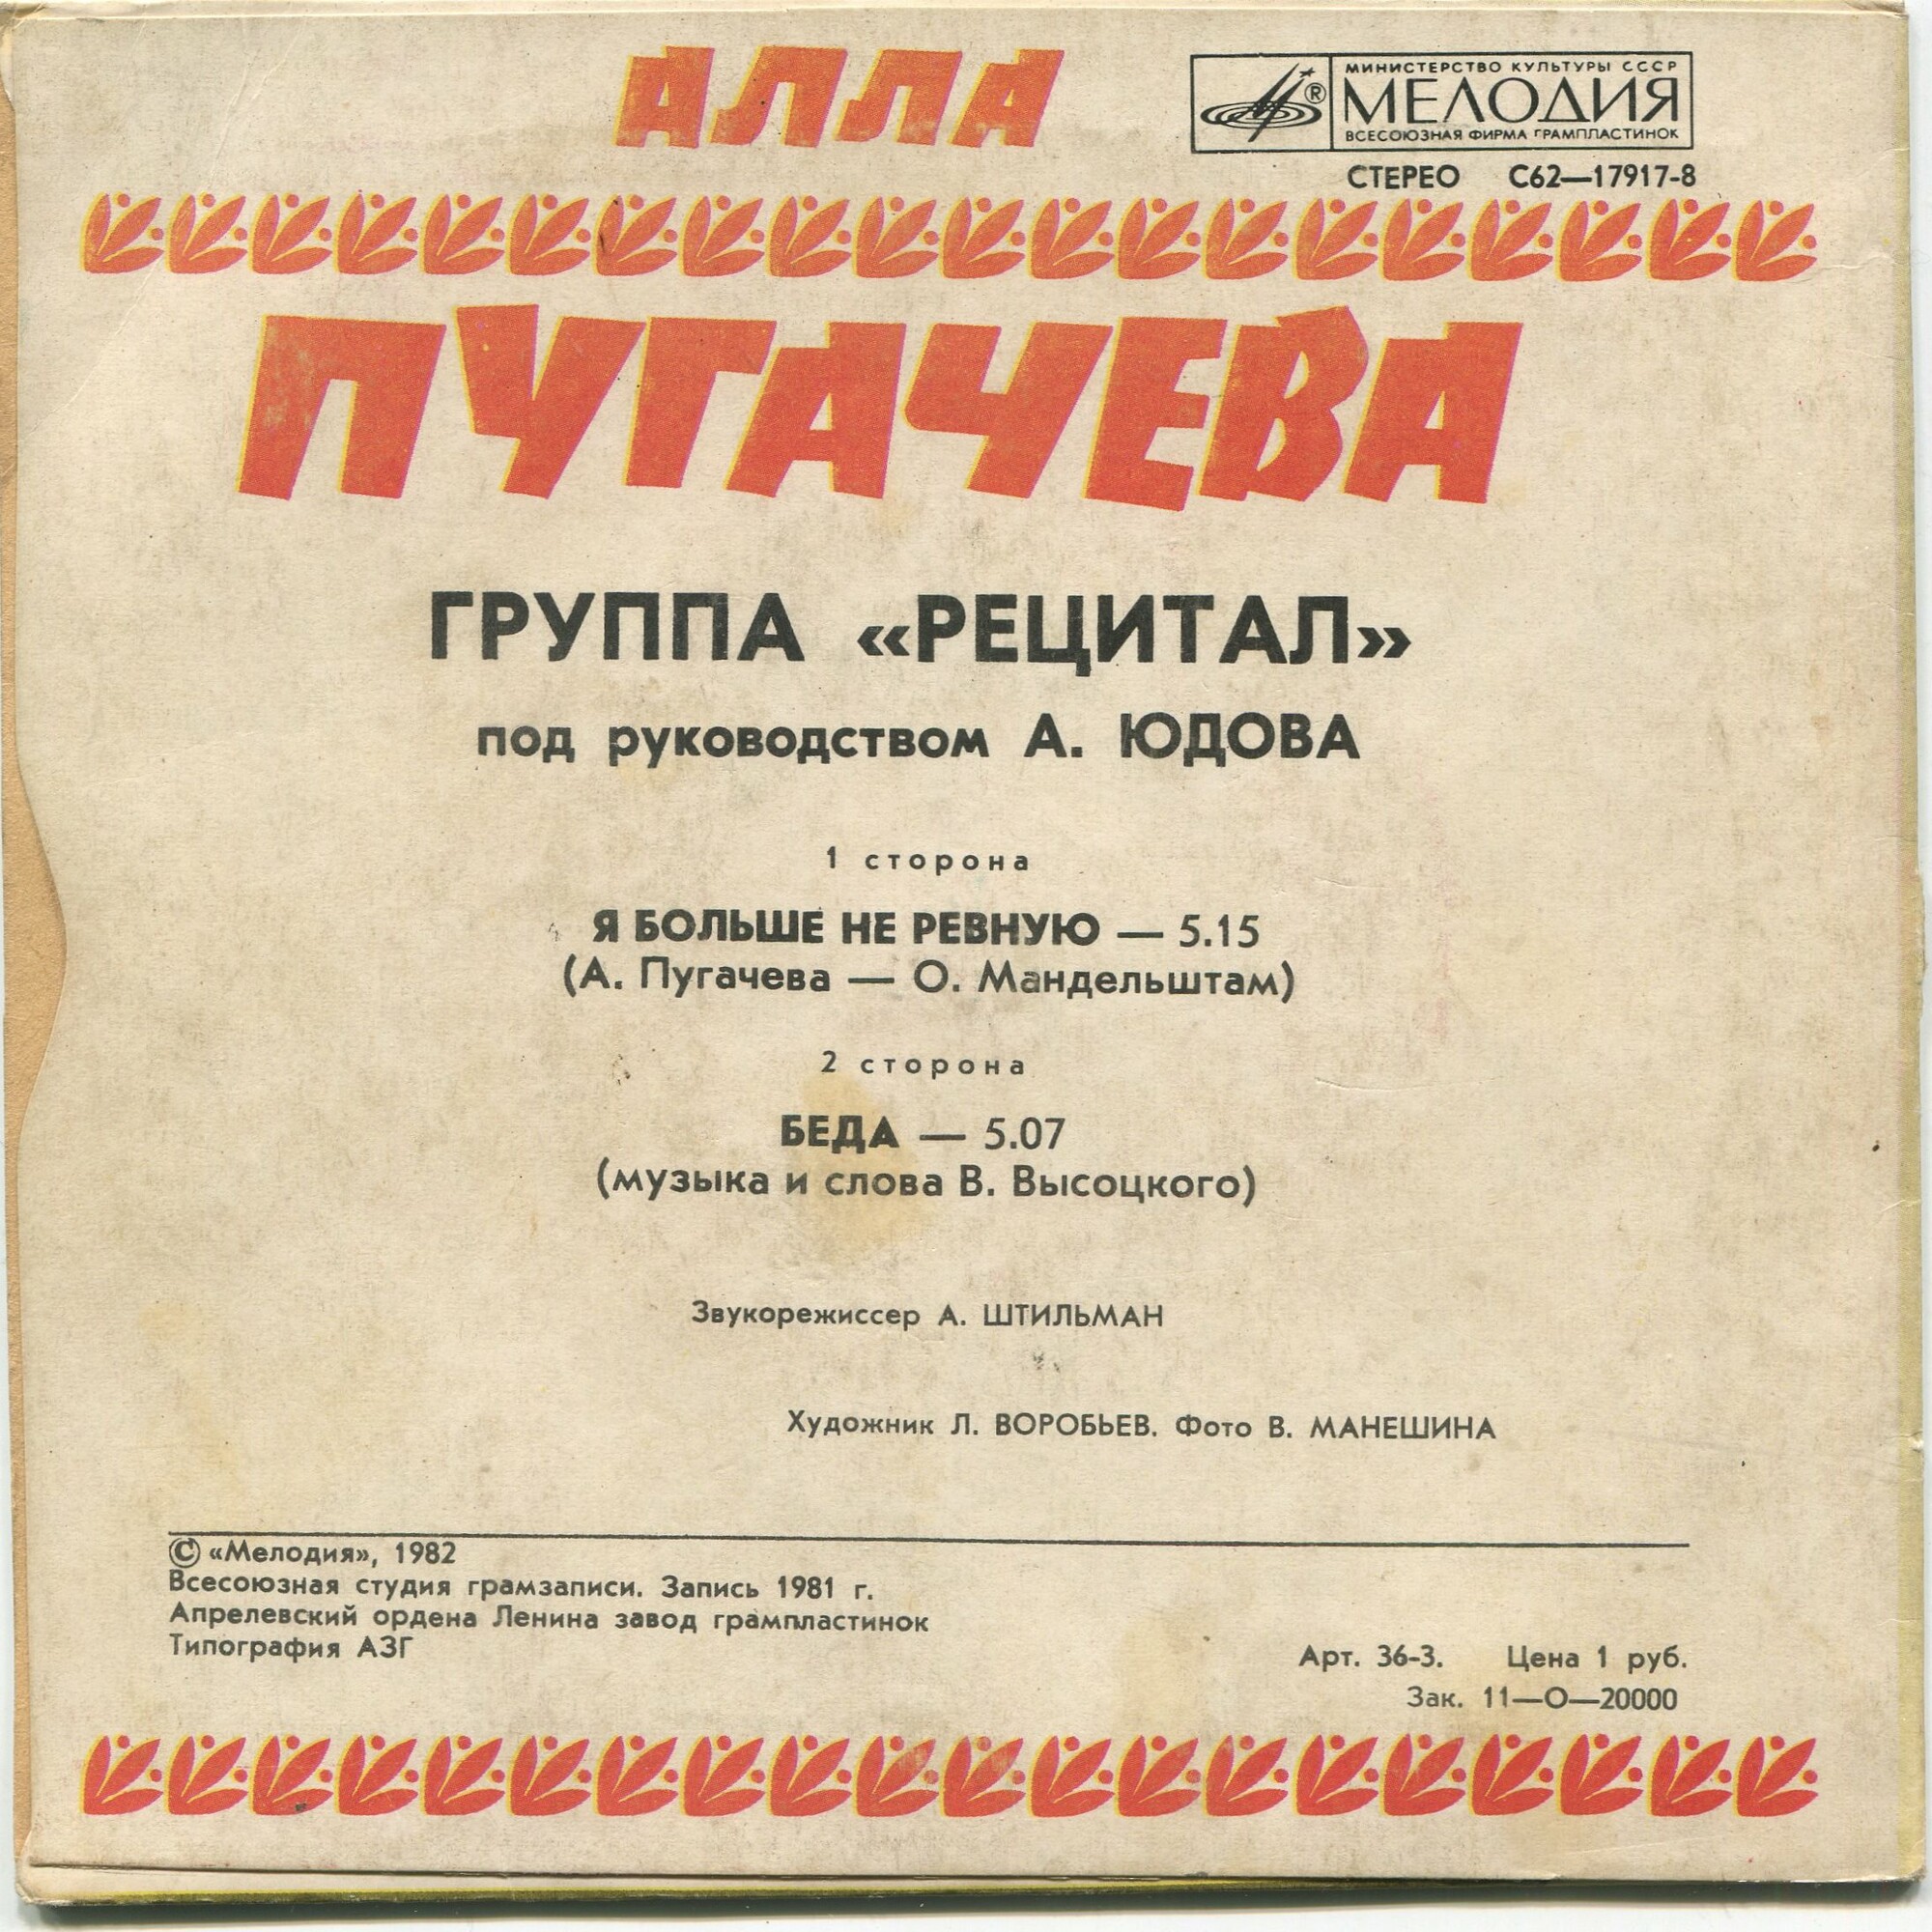 АЛЛА
МИНИСТЕРСТВО КУЛЬТУРЫ СССР
МЕЛОДИЯ
ВСЕСОЮЗНАЯ ФИРМА ГРАМПЛАСТИНОК
®
СТЕРЕО С62—17917-8
ПУГАЧЕВА
ГРУППА «РЕЦИТАЛ»
под руководством А. ЮДОВА
1 сторона
Я БОЛЬШЕ НЕ РЕВНУЮ — 5.15
(А. Пугачева — О. Мандельштам)
2 сторона
БЕДА — 5.07
(музыка и слова В. Высоцкого)
Звукорежиссер А. ШТИЛЬМАН
Художник Л. ВОРОБЬЕВ. Фото В. МАНЕШИНА
© «Мелодия», 1982
Всесоюзная студия грамзаписи. Запись 1981 г.
Апрелевский ордена Ленина завод грампластинок
Типография АЗГ
Арт. 36-3. Цена 1 руб.
Зак. 11—О—20000